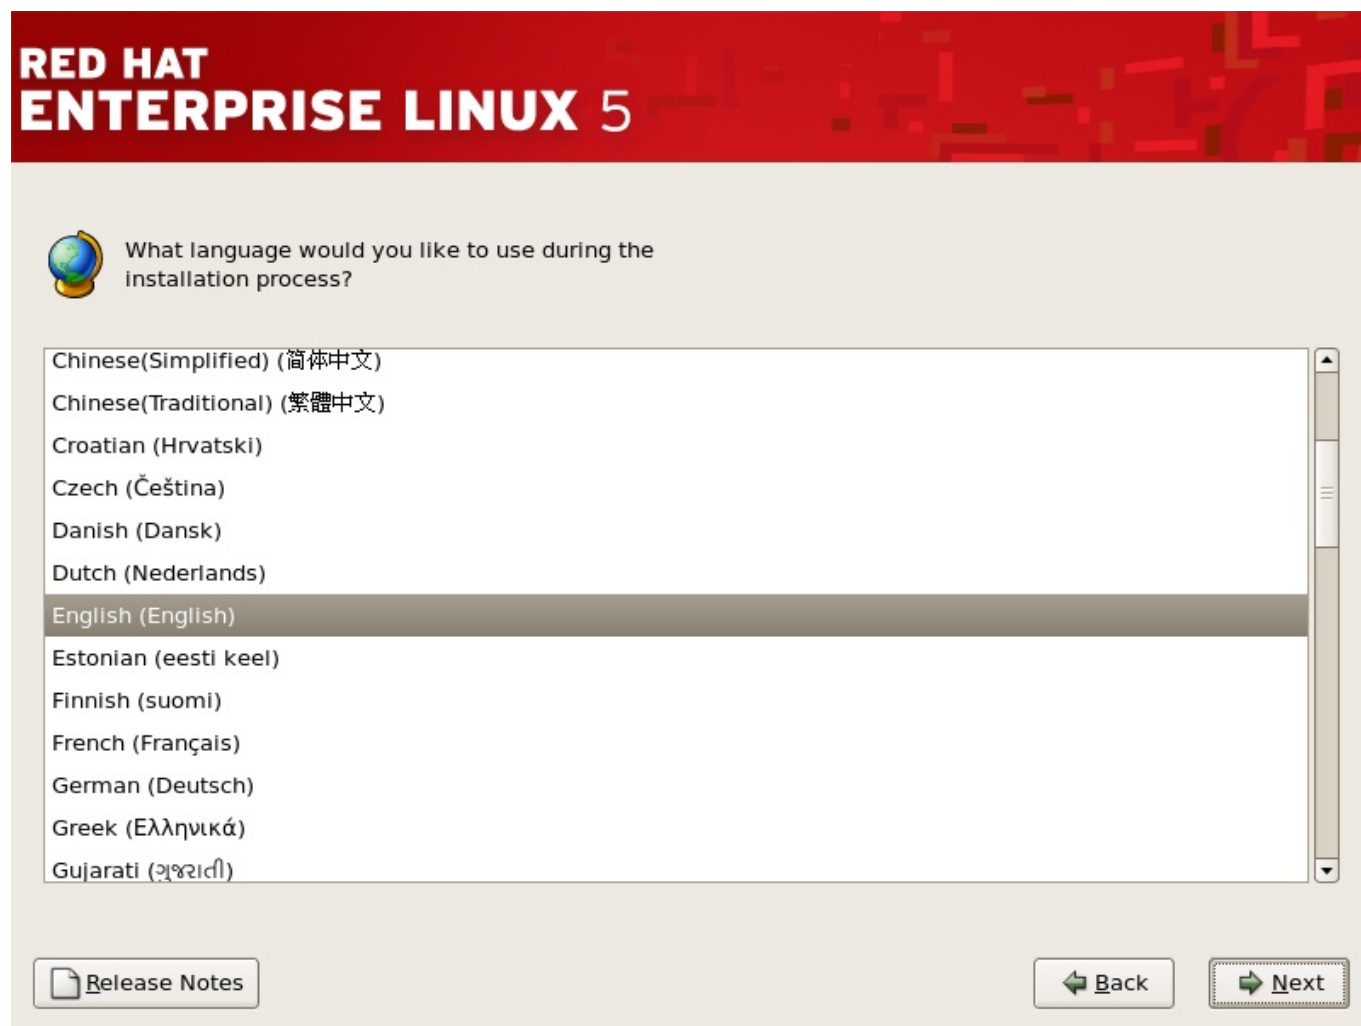 RED HAT
ENTERPRISE LINUX 5
What language would you like to use during the
installation process?
Chinese(Simplified) (简体中文)
Chinese(Traditional) (繁體中文)
Croatian (Hrvatski)
Czech (Čeština)
Danish (Dansk)
Dutch (Nederlands)
English (English)
Estonian (eesti keel)
Finnish (suomi)
French (Français)
German (Deutsch)
Greek (Ελληνικά)
Gujarati (ગુજરાતી)
Release Notes
Back
Next